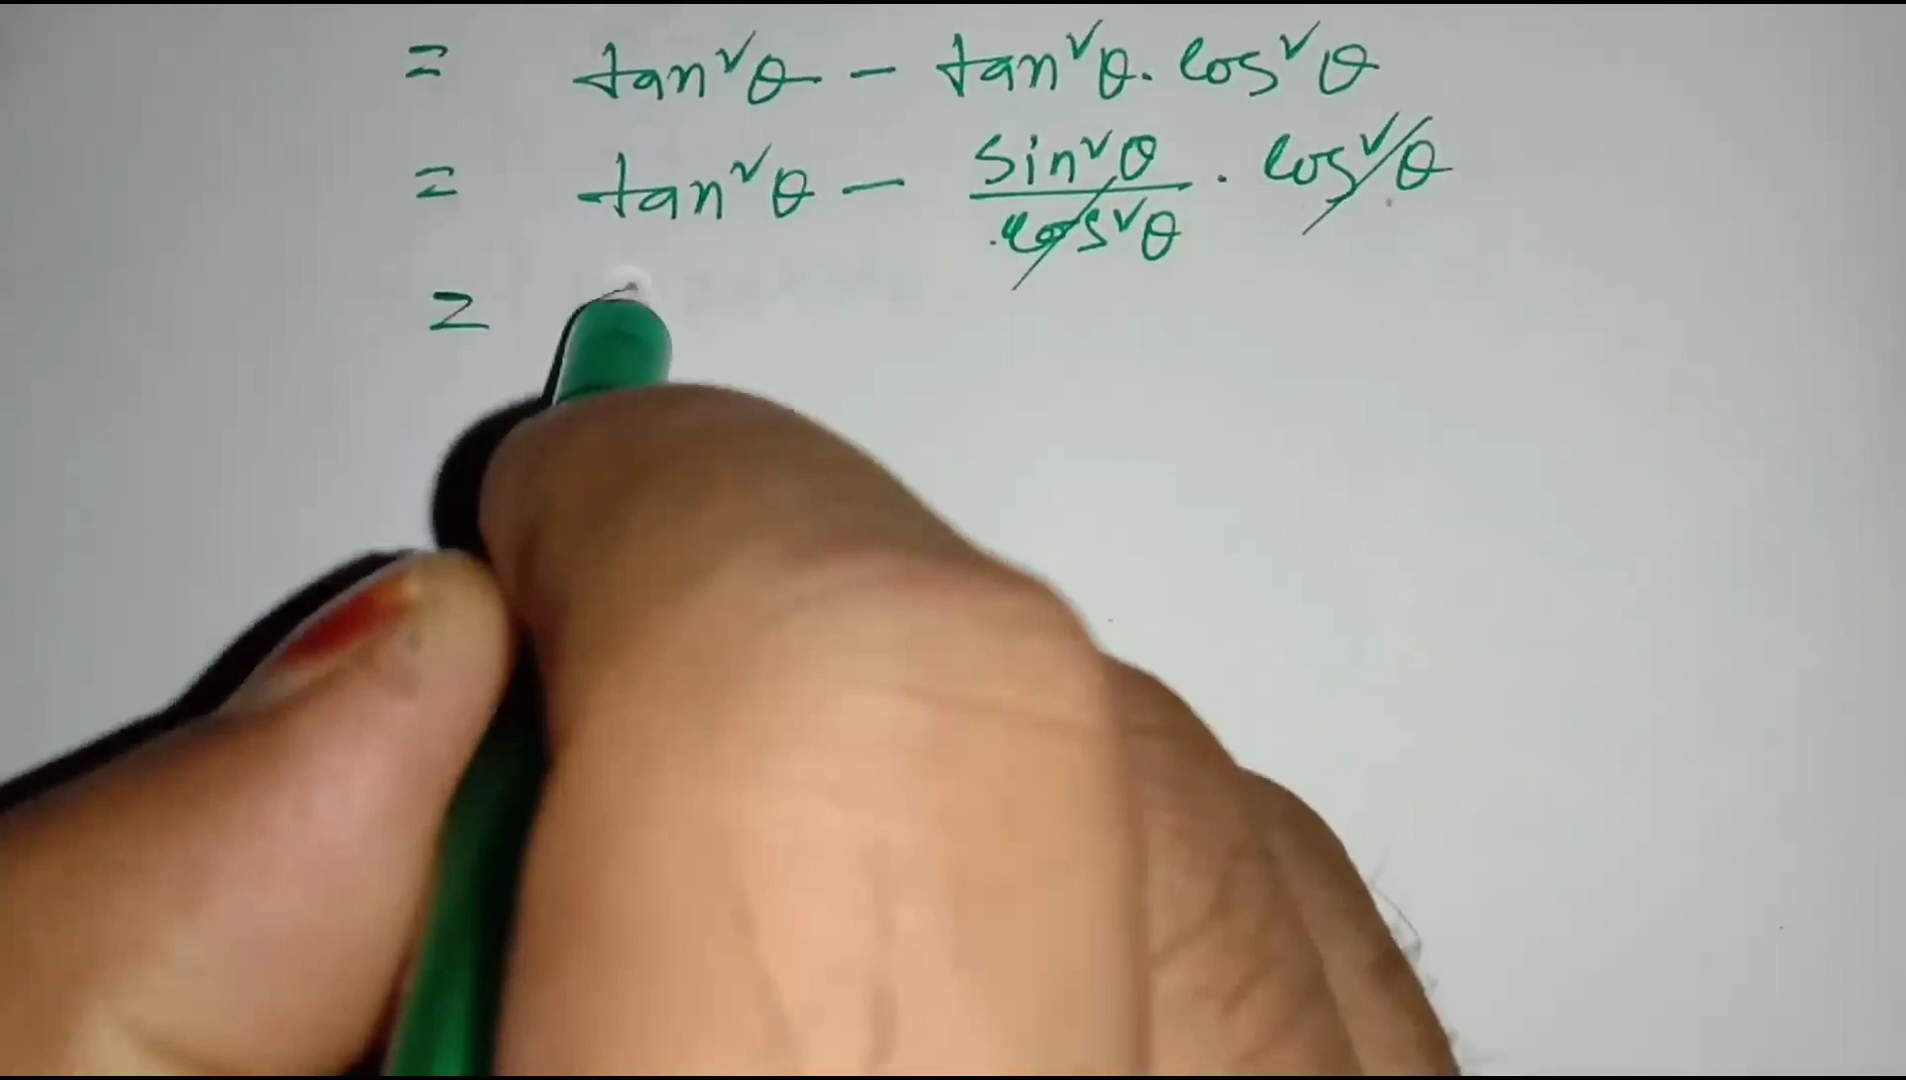 = tan²θ - tan²θ. cos²θ
= tan²θ - sin²θ/cos²θ . cos²θ
=